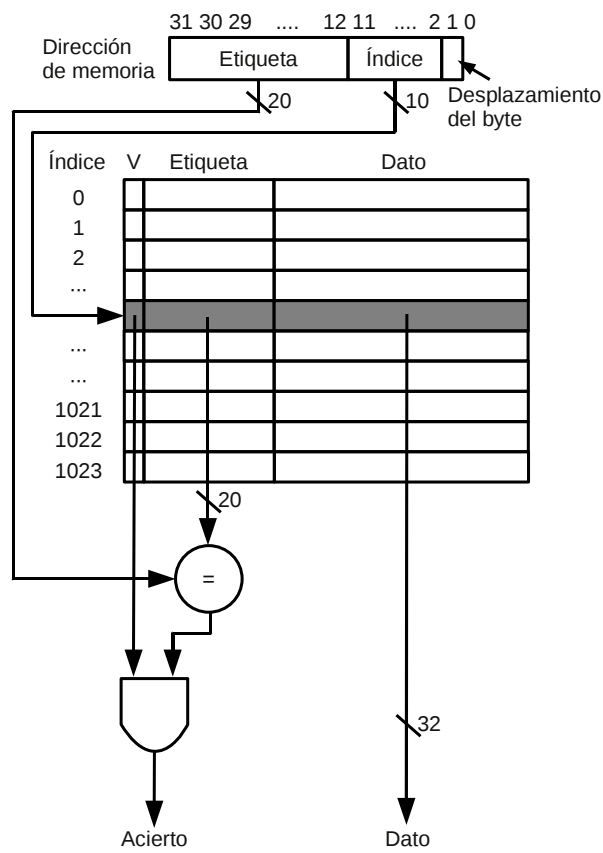 31 30 29 .... 12 11 .... 2 1 0
Dirección
de memoria
Etiqueta
Índice
20
10
Desplazamiento
del byte
Índice V Etiqueta Dato
0
1
2
...
...
...
1021
1022
1023
20
=
32
Acierto
Dato